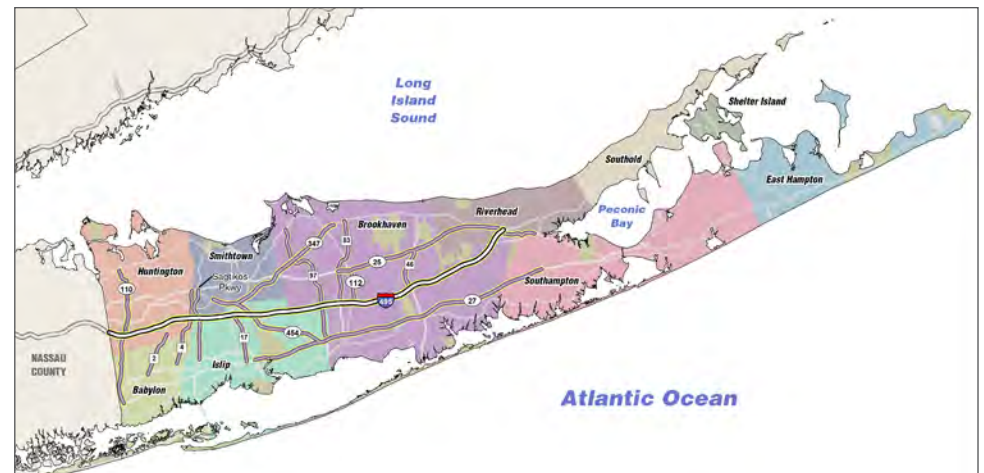 Long
Island
Sound
Shelter Island
Southold
East Hampton
Riverhead
Peconic
Bay
Brookhaven
347
83
Smithtown
25
46
Huntington
Sagtikos
Pkwy
97
112
Southampton
110
495
27
454
17
2
4
NASSAU
COUNTY
Islip
Babylon
Atlantic Ocean